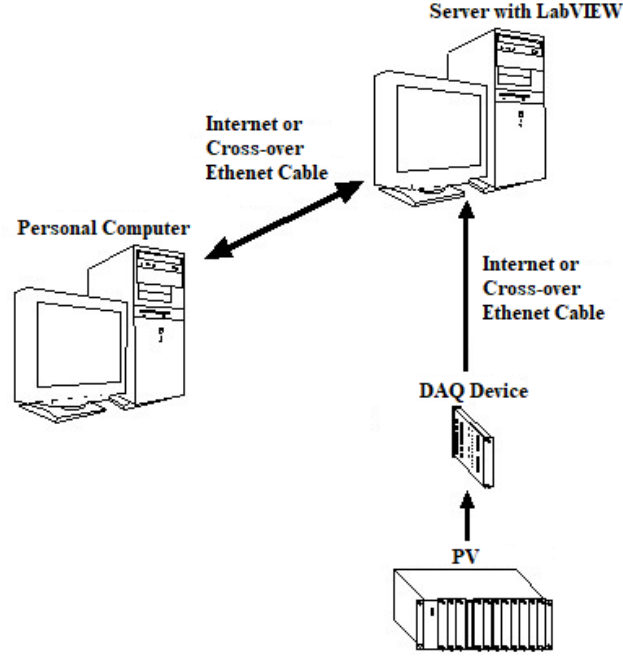 Server with LabVIEW
Internet or
Cross-over
Ethenet Cable
Personal Computer
Internet or
Cross-over
Ethenet Cable
DAQ Device
PV